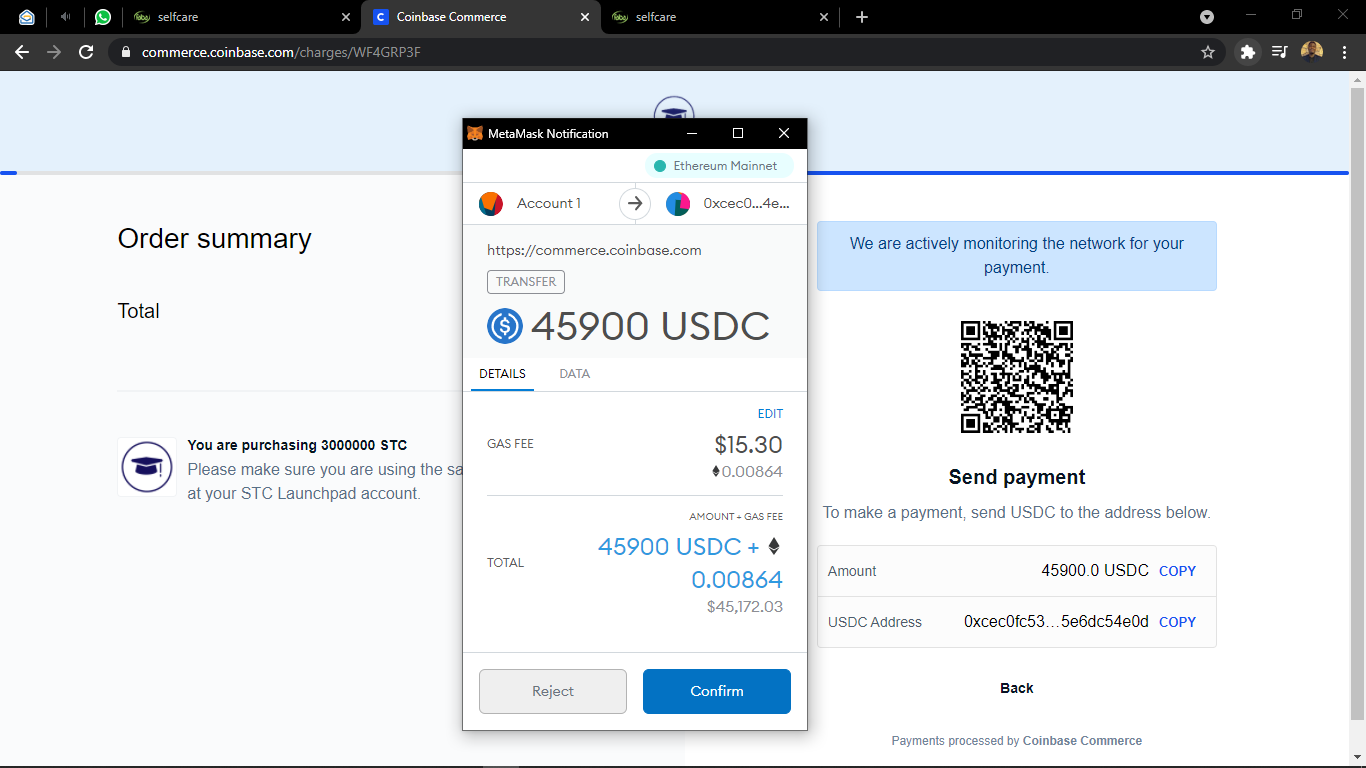 selfcare
Coinbase Commerce
selfcare
commerce.coinbase.com/charges/WF4GRP3F
MetaMask Notification
Ethereum Mainnet
Account 1
0xcec0...4e...
https://commerce.coinbase.com
TRANSFER
45900 USDC
DETAILS
DATA
EDIT
GAS FEE
$15.30
0.00864
AMOUNT + GAS FEE
TOTAL
45900 USDC +
0.00864
$45,172.03
Reject
Confirm
Order summary
Total
You are purchasing 3000000 STC
Please make sure you are using the sa
at your STC Launchpad account.
We are actively monitoring the network for your
payment.
Send payment
To make a payment, send USDC to the address below.
Amount
45900.0 USDC
COPY
USDC Address
0xcec0fc53...5e6dc54e0d
COPY
Back
Payments processed by Coinbase Commerce